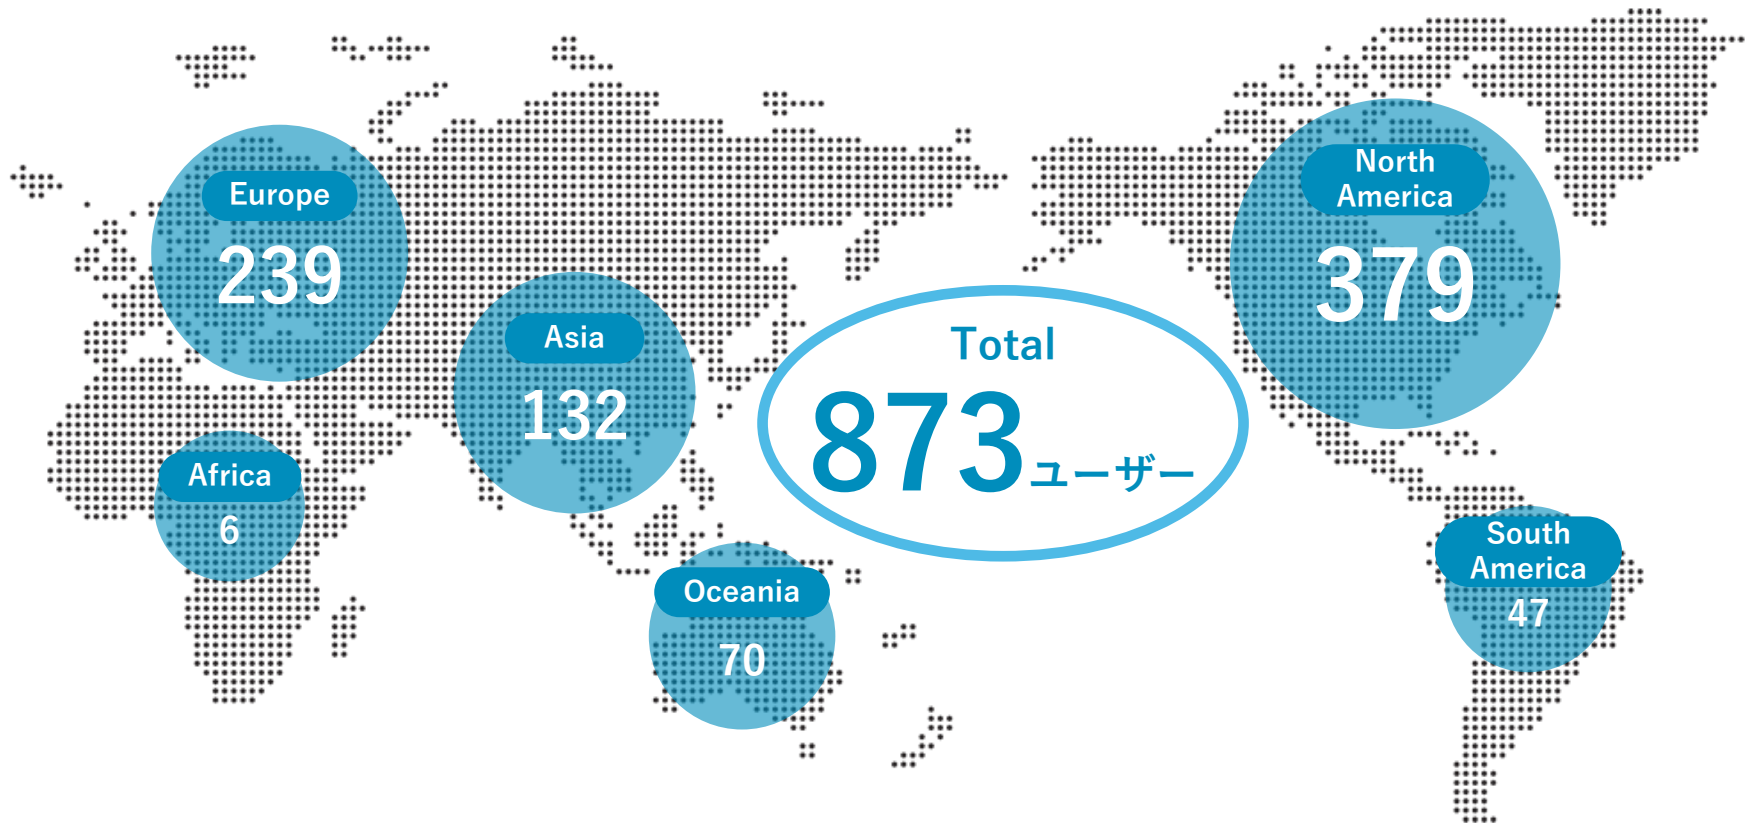 Europe
239
Asia
132
Africa
6
Oceania
70
Total
873ユーザー
North
America
379
South
America
47